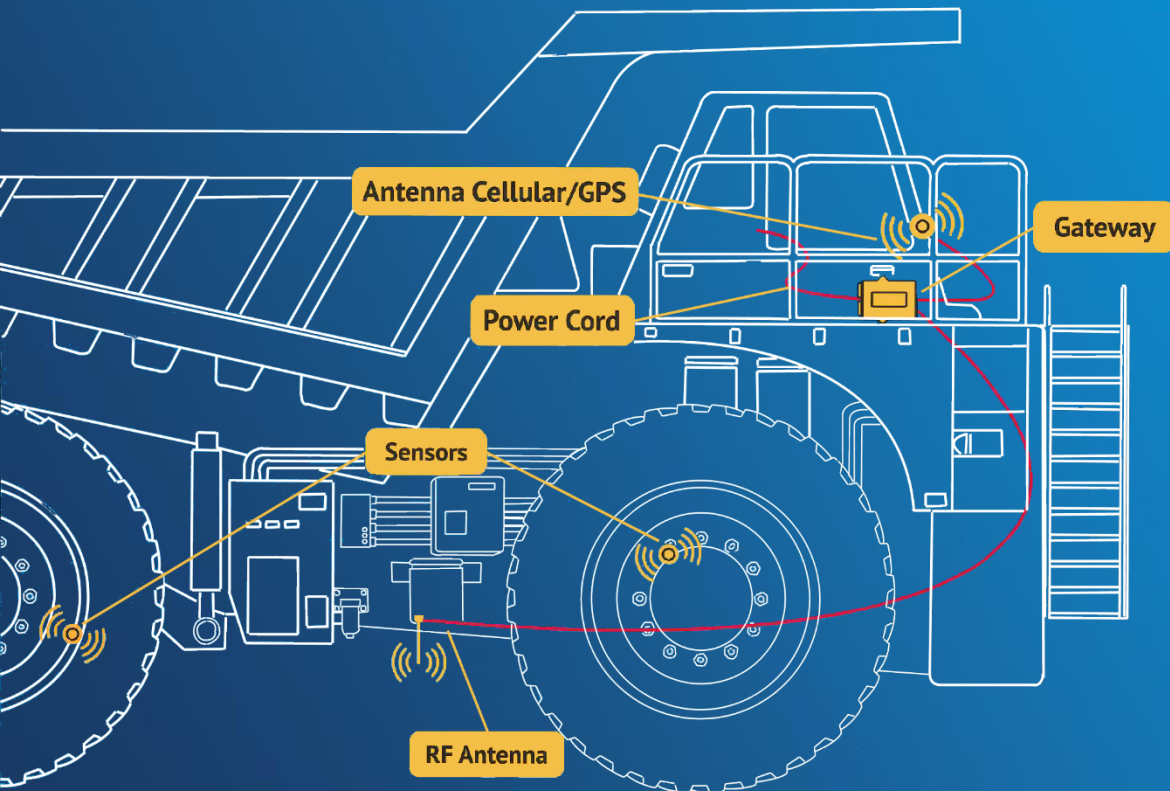 Antenna Cellular/GPS
Gateway
Power Cord
Sensors
RF Antenna